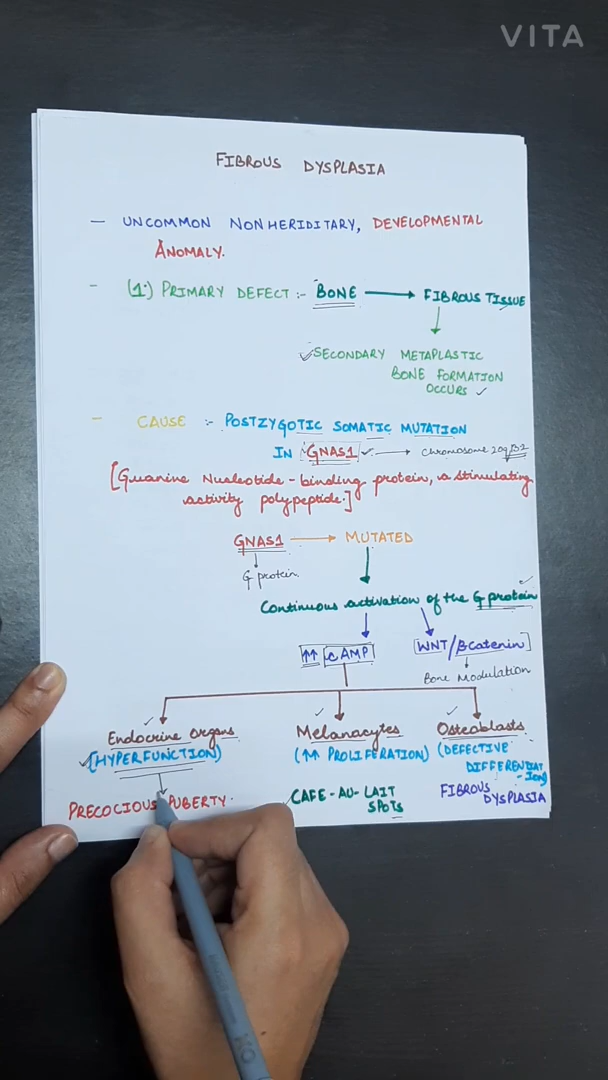 VITA
FIBROUS DYSPLASIA
– UNCOMMON NONHERIDITARY, DEVELOPMENTAL
ANOMALY.
– (1.) PRIMARY DEFECT :- BONE → FIBROUS TISSUE
SECONDARY METAPLASTIC
BONE FORMATION
OCCURS
– CAUSE :- POSTZYGOTIC SOMATIC MUTATION
IN GNAS1 → Chromosome 20q13.2
[Guanine Nucleotide-binding protein, α stimulating
activity polypeptide.]
GNAS1 → MUTATED
G protein
Continuous activation of the G protein
↑↑ cAMP WNT/βcatenin
Bone Modulation
Endocrine organs Melanacytes Osteoblasts
(HYPERFUNCTION) (↑↑ PROLIFERATION) (DEFECTIVE
DIFFERENTIAT
-ION)
PRECOCIOUS PUBERTY. CAFE-AU-LAIT FIBROUS
SPOTS DYSPLASIA